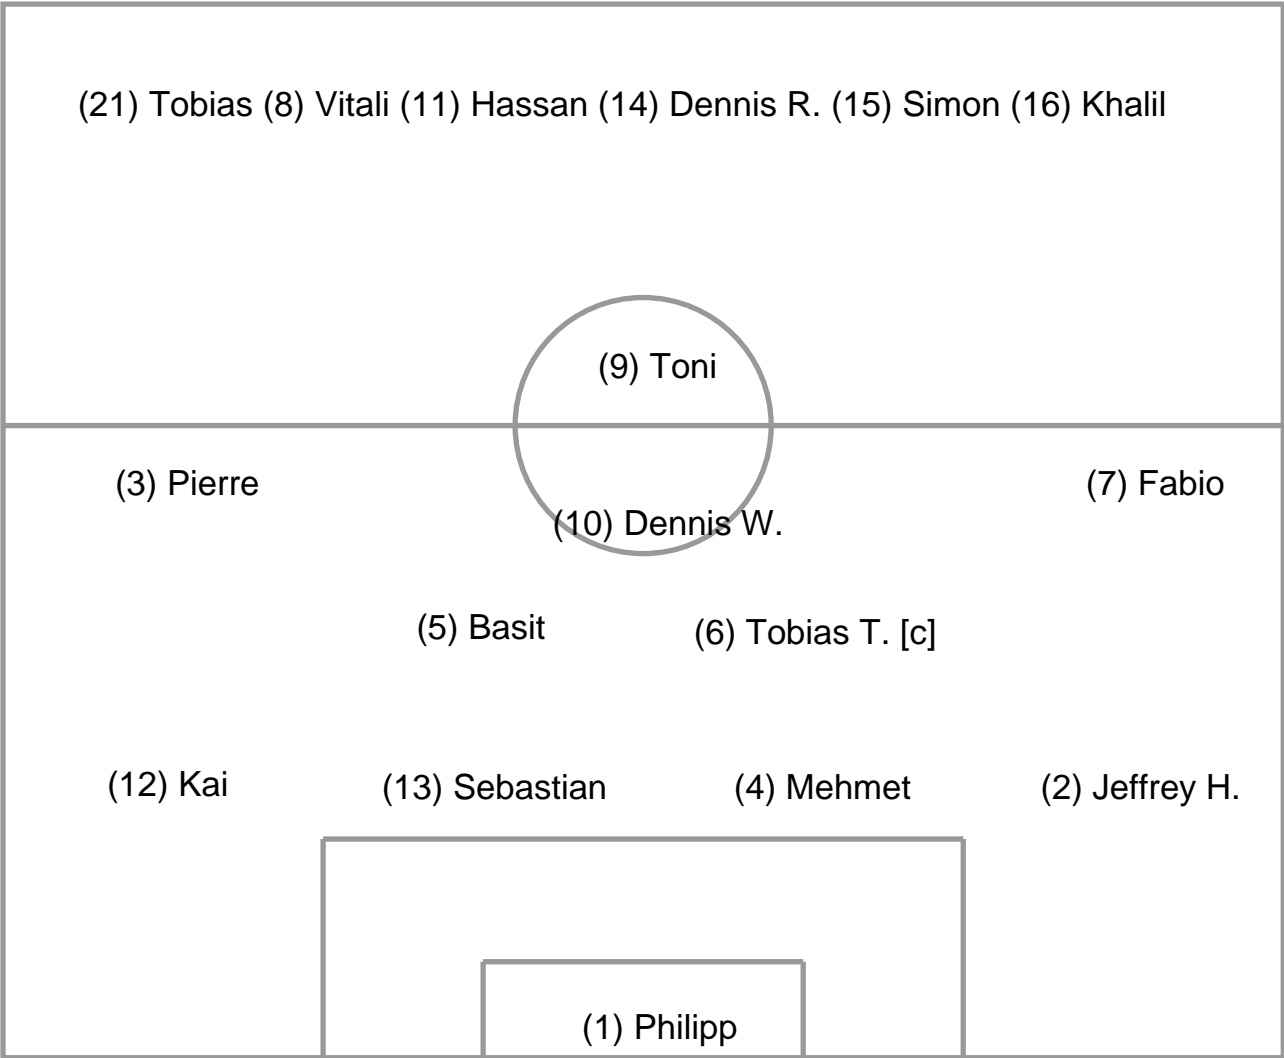 (21) Tobias (8) Vitali (11) Hassan (14) Dennis R. (15) Simon (16) Khalil
(9) Toni
(3) Pierre
(7) Fabio
(10) Dennis W.
(5) Basit
(6) Tobias T. [c]
(12) Kai
(13) Sebastian
(4) Mehmet
(2) Jeffrey H.
(1) Philipp